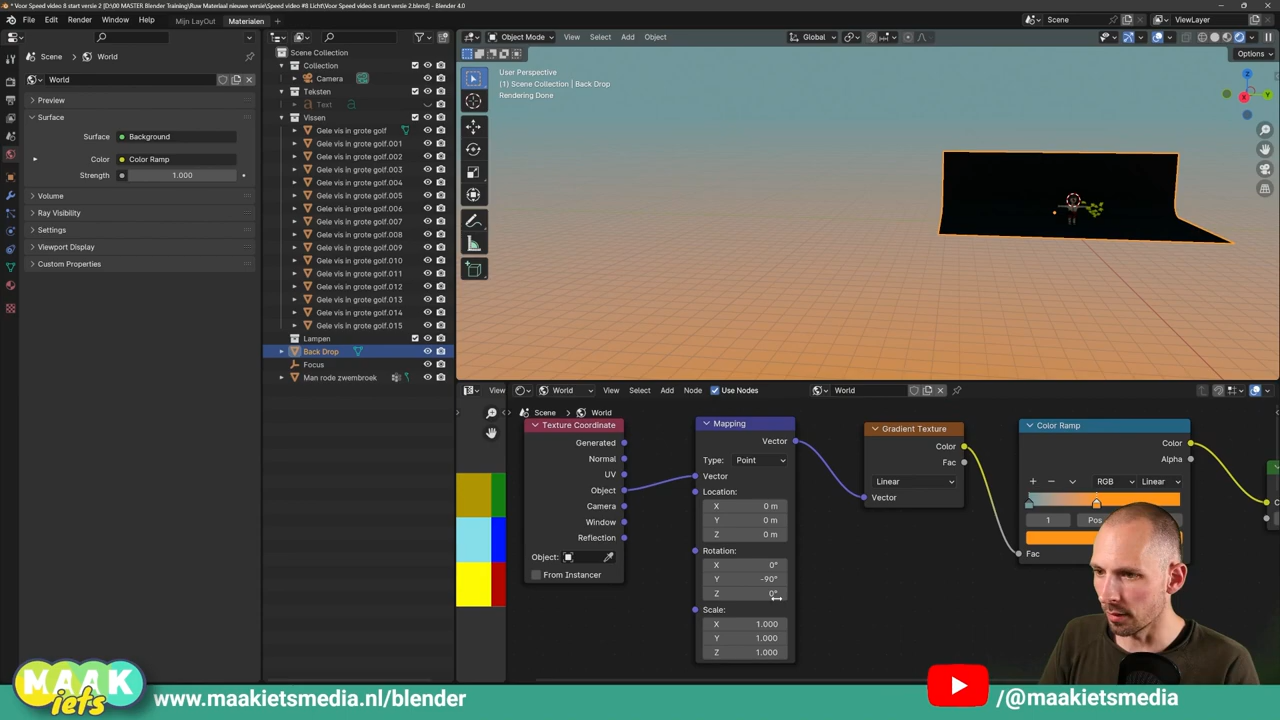 * Voor Speed video 8 start versie 2 [D:\00 MASTER Blender Training\Ruw Materiaal nieuwe versie\Speed video #8 Licht\Voor Speed video 8 start versie 2.blend] - Blender 4.0
File Edit Render Window Help Mijn LayOut Materialen Scene ViewLayer
Object Mode View Select Add Object Global
Options
Scene World
World
Preview
Surface
Surface Background
Color Color Ramp
Strength 1.000
Volume
Ray Visibility
Settings
Viewport Display
Custom Properties
Scene Collection
Collection
Camera
Teksten
Text
Vissen
Gele vis in grote golf
Gele vis in grote golf.001
Gele vis in grote golf.002
Gele vis in grote golf.003
Gele vis in grote golf.004
Gele vis in grote golf.005
Gele vis in grote golf.006
Gele vis in grote golf.007
Gele vis in grote golf.008
Gele vis in grote golf.009
Gele vis in grote golf.010
Gele vis in grote golf.011
Gele vis in grote golf.012
Gele vis in grote golf.013
Gele vis in grote golf.014
Gele vis in grote golf.015
Lampen
Back Drop
Focus
Man rode zwembroek
User Perspective
(1) Scene Collection | Back Drop
Rendering Done
Z
Y
X
View World View Select Add Node Use Nodes World
Scene World
Texture Coordinate
Generated
Normal
UV
Object
Camera
Window
Reflection
Object:
From Instancer
Mapping
Vector
Type: Point
Vector
Location:
X 0 m
Y 0 m
Z 0 m
Rotation:
X 0°
Y -90°
Z 0°
Scale:
X 1.000
Y 1.000
Z 1.000
Gradient Texture
Color
Fac
Linear
Vector
Color Ramp
Color
Alpha
RGB Linear
1 Pos
Fac
MAAK
iets
www.maakietsmedia.nl/blender
/@maakietsmedia